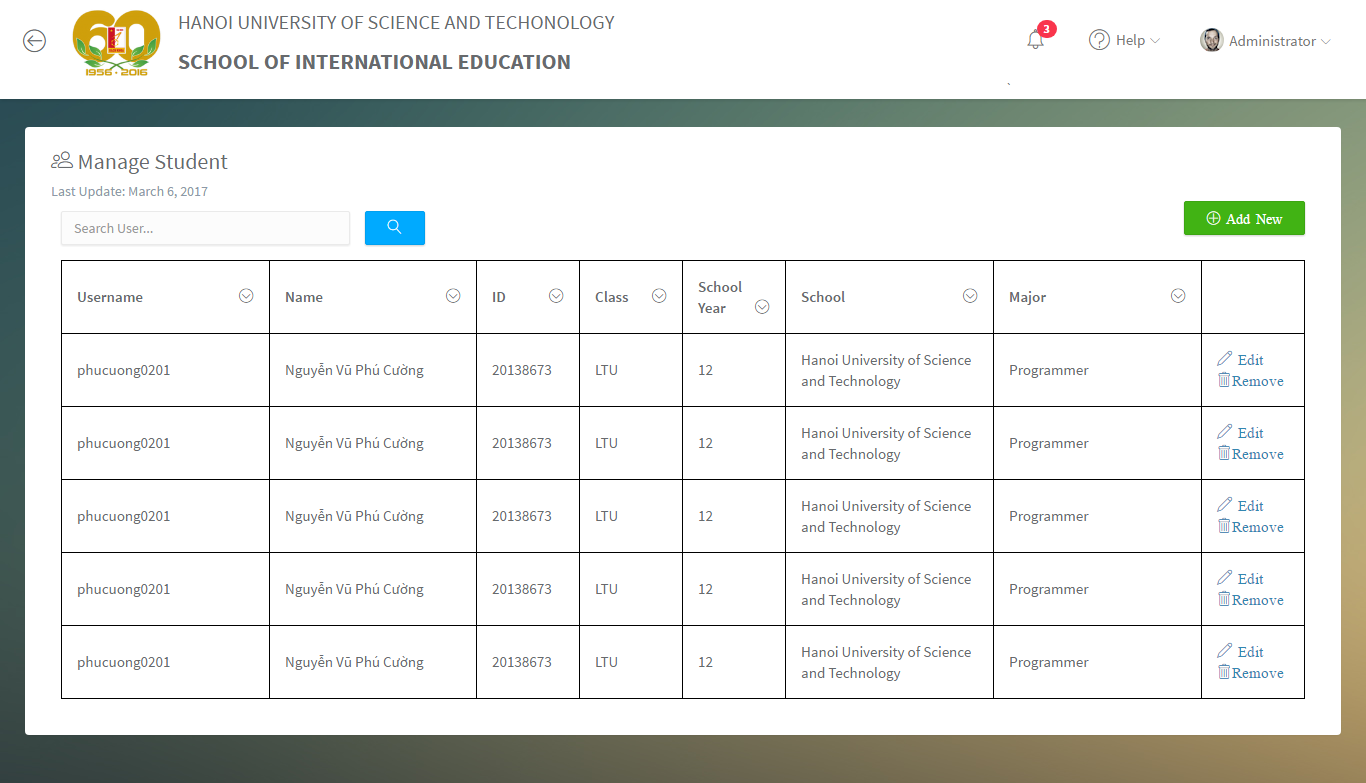 HANOI UNIVERSITY OF SCIENCE AND TECHONOLOGY
SCHOOL OF INTERNATIONAL EDUCATION
1956 - 2016
3
Help
Administrator
Manage Student
Last Update: March 6, 2017
Search User...
Add New
Username Name ID Class School Year School Major
phucuong0201 Nguyễn Vũ Phú Cường 20138673 LTU 12 Hanoi University of Science and Technology Programmer Edit Remove
phucuong0201 Nguyễn Vũ Phú Cường 20138673 LTU 12 Hanoi University of Science and Technology Programmer Edit Remove
phucuong0201 Nguyễn Vũ Phú Cường 20138673 LTU 12 Hanoi University of Science and Technology Programmer Edit Remove
phucuong0201 Nguyễn Vũ Phú Cường 20138673 LTU 12 Hanoi University of Science and Technology Programmer Edit Remove
phucuong0201 Nguyễn Vũ Phú Cường 20138673 LTU 12 Hanoi University of Science and Technology Programmer Edit Remove